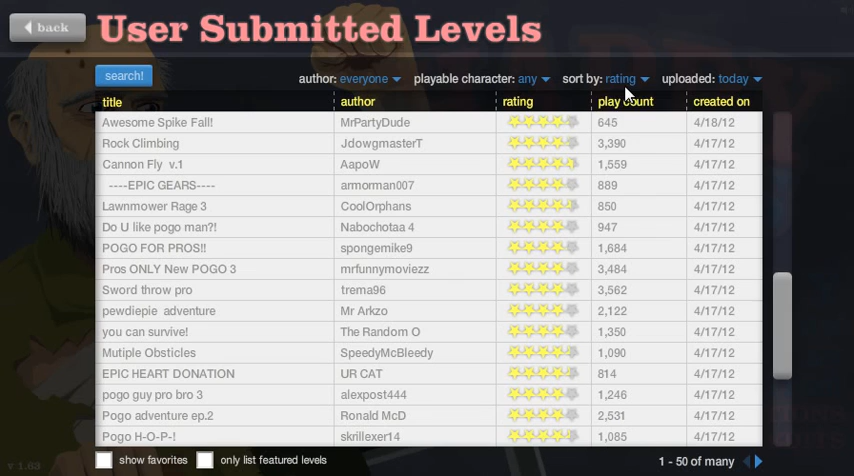 back
User Submitted Levels
search!
author: everyone playable character: any sort by: rating uploaded: today
title author rating play count created on
Awesome Spike Fall! MrPartyDude 645 4/18/12
Rock Climbing JdowgmasterT 3,390 4/17/12
Cannon Fly v.1 AapoW 1,559 4/17/12
----EPIC GEARS---- armorman007 889 4/17/12
Lawnmower Rage 3 CoolOrphans 850 4/17/12
Do U like pogo man?! Nabochotaa 4 947 4/17/12
POGO FOR PROS!! spongemike9 1,684 4/17/12
Pros ONLY New POGO 3 mrfunnymoviezz 3,484 4/17/12
Sword throw pro trema96 3,562 4/17/12
pewdiepie adventure Mr Arkzo 2,122 4/17/12
you can survive! The Random O 1,350 4/17/12
Mutiple Obsticles SpeedyMcBleedy 1,090 4/17/12
EPIC HEART DONATION UR CAT 814 4/17/12
pogo guy pro bro 3 alexpost444 1,246 4/17/12
Pogo adventure ep.2 Ronald McD 2,531 4/17/12
Pogo H-O-P-! skrillexer14 1,085 4/17/12
show favorites only list featured levels 1 - 50 of many
v 1.63